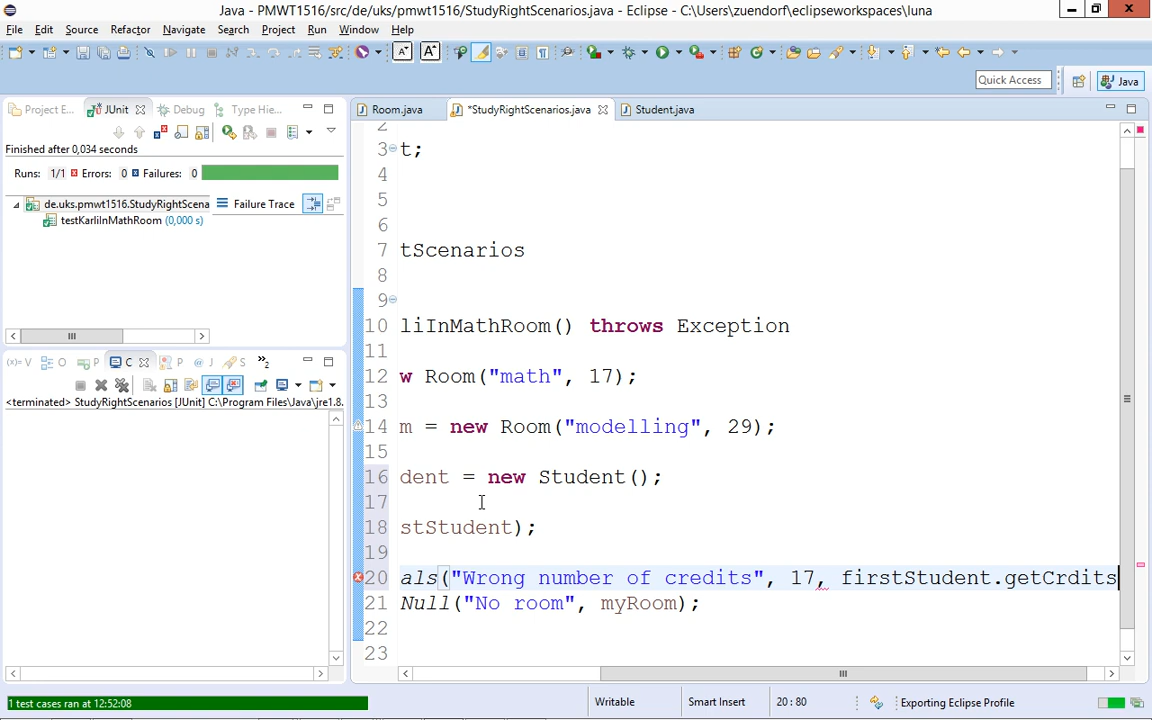 Java - PMWT1516/src/de/uks/pmwt1516/StudyRightScenarios.java - Eclipse - C:\Users\zuendorf\eclipseworkspaces\luna
File Edit Source Refactor Navigate Search Project Run Window Help
Quick Access Java
Project E... JUnit Debug Type Hie...
Room.java *StudyRightScenarios.java Student.java
Finished after 0,034 seconds
Runs: 1/1 Errors: 0 Failures: 0
de.uks.pmwt1516.StudyRightScena Failure Trace
testKarliInMathRoom (0,000 s)
2
3 t;
4
5
6
7 tScenarios
8
9
10 liInMathRoom() throws Exception
11
12 w Room("math", 17);
13
14 m = new Room("modelling", 29);
15
16 dent = new Student();
17
18 stStudent);
19
20 als("Wrong number of credits", 17, firstStudent.getCrdits
21 Null("No room", myRoom);
22
23
(x)= V O P C P @ J S »2
<terminated> StudyRightScenarios [JUnit] C:\Program Files\Java\jre1.8.
1 test cases ran at 12:52:08 Writable Smart Insert 20 : 80 Exporting Eclipse Profile